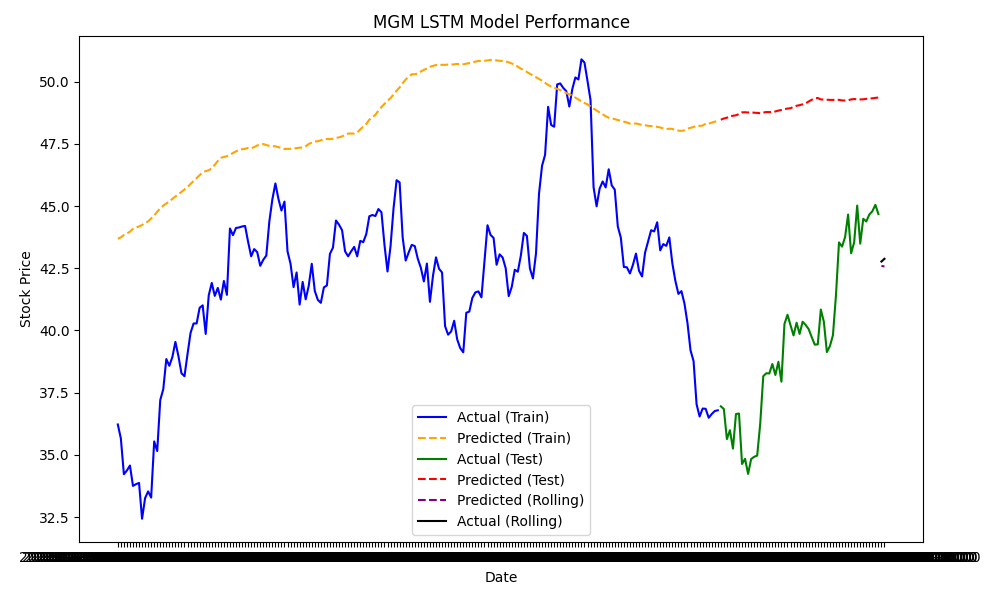 MGM LSTM Model Performance
Stock Price
50.0
47.5
45.0
42.5
40.0
37.5
35.0
32.5
Actual (Train)
Predicted (Train)
Actual (Test)
Predicted (Test)
Predicted (Rolling)
Actual (Rolling)
Date